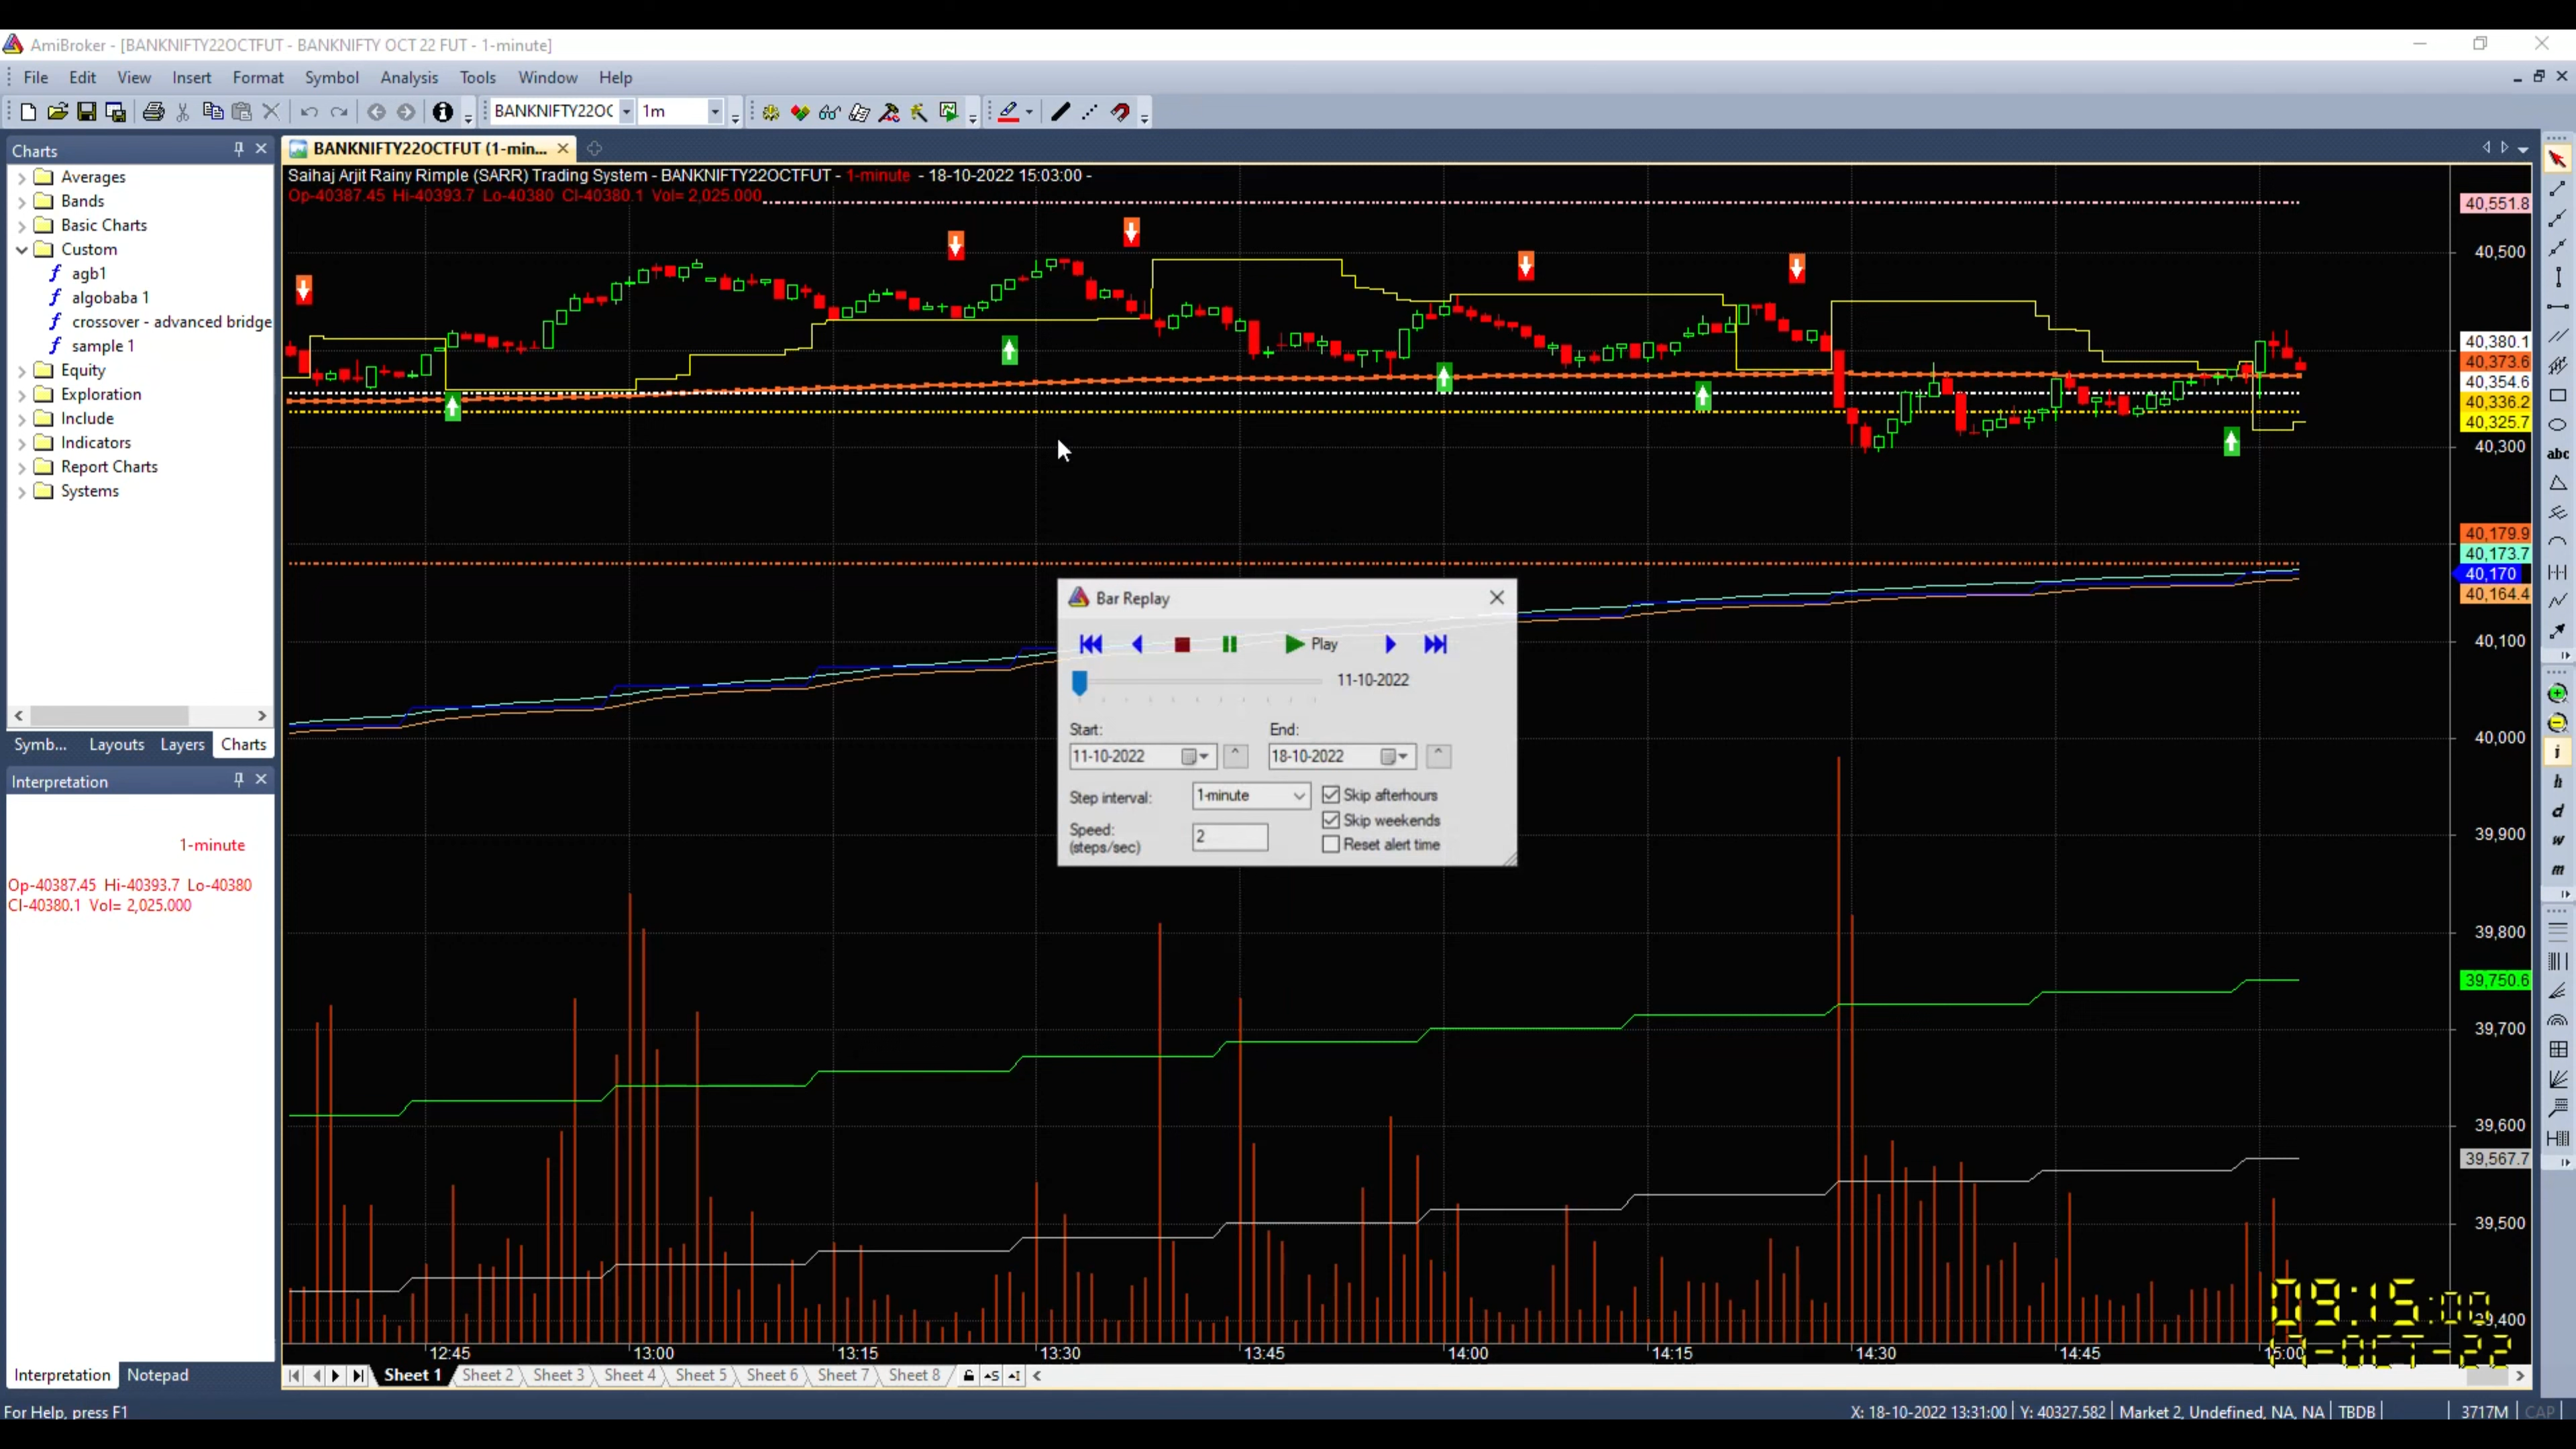 AmiBroker - [BANKNIFTY22OCTFUT - BANKNIFTY OCT 22 FUT - 1-minute]
File Edit View Insert Format Symbol Analysis Tools Window Help
BANKNIFTY22OC 1m
Charts
Averages
Bands
Basic Charts
Custom
agb1
algobaba 1
crossover - advanced bridge
sample 1
Equity
Exploration
Include
Indicators
Report Charts
Systems
Symb... Layouts Layers Charts
Interpretation
1-minute
Op-40387.45 Hi-40393.7 Lo-40380
Cl-40380.1 Vol= 2,025.000
Interpretation Notepad
BANKNIFTY22OCTFUT (1-min...
Saihaj Arjit Rainy Rimple (SARR) Trading System - BANKNIFTY22OCTFUT - 1-minute - 18-10-2022 15:03:00 -
Op-40387.45 Hi-40393.7 Lo-40380 Cl-40380.1 Vol= 2,025.000
40,551.8
40,500
40,380.1
40,373.6
40,354.6
40,336.2
40,325.7
40,300
40,179.9
40,173.7
40,170
40,164.4
40,100
40,000
39,900
39,800
39,750.6
39,700
39,600
39,567.7
39,500
Bar Replay
Play
11-10-2022
Start: End:
11-10-2022 18-10-2022
Step interval: 1-minute Skip afterhours
Skip weekends
Speed: 2
(steps/sec) Reset alert time
09:15:00
12:45 13:00 13:15 13:30 13:45 14:00 14:15 14:30 14:45 15:00
Sheet 1 Sheet 2 Sheet 3 Sheet 4 Sheet 5 Sheet 6 Sheet 7 Sheet 8
abc
i
h
d
w
m
For Help, press F1
X: 18-10-2022 13:31:00 Y: 40327.582 Market 2, Undefined, NA, NA TBDB 3717M CAP